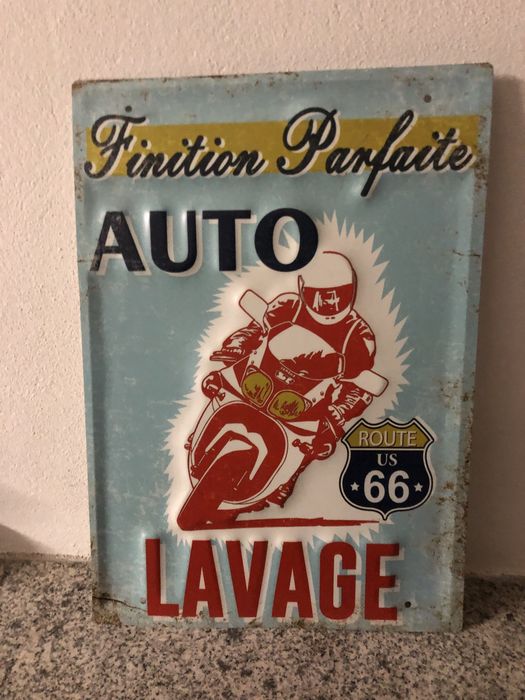 Finition Parfaite
AUTO
ROUTE
US
66
LAVAGE